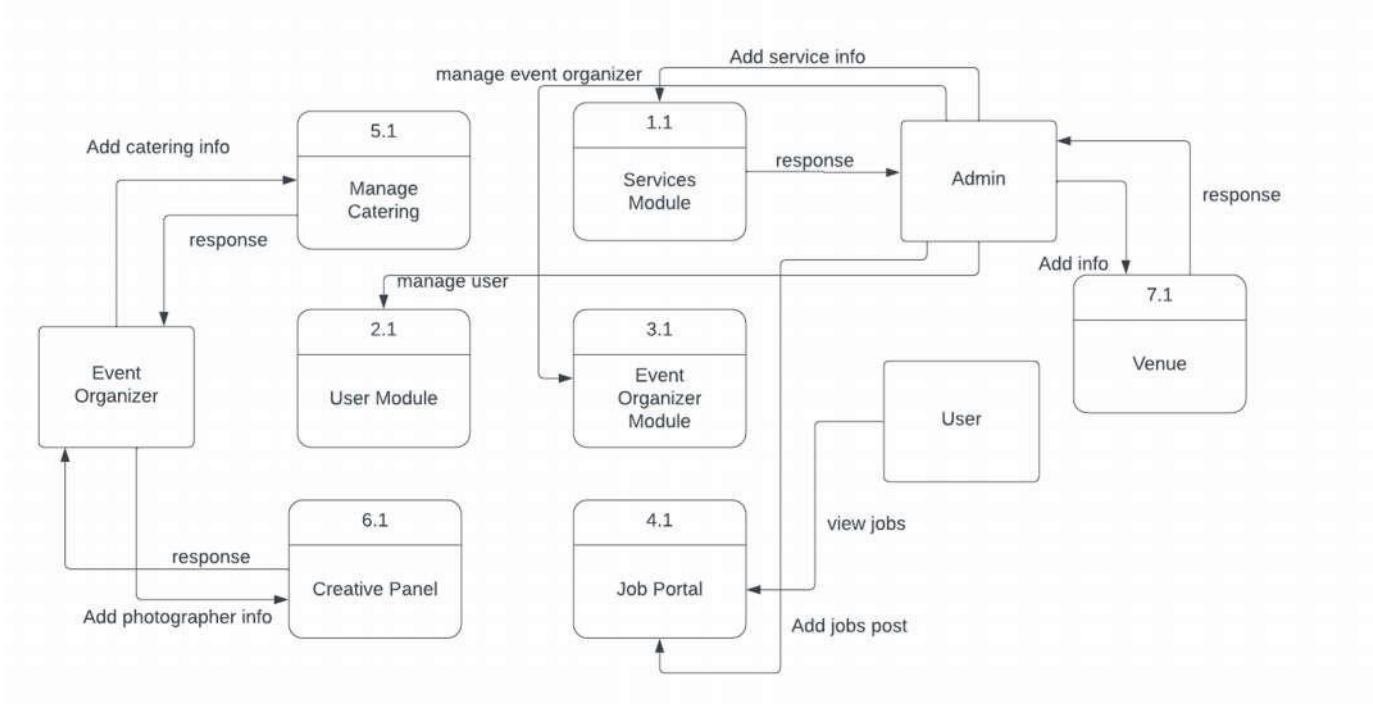 Add service info
manage event organizer
5.1
1.1
Add catering info
Manage
Catering
Services
Module
response
Admin
response
response
manage user
Add info
2.1
3.1
7.1
Event
Organizer
User Module
Event
Organizer
Module
Venue
User
6.1
4.1
view jobs
response
Creative Panel
Job Portal
Add photographer info
Add jobs post